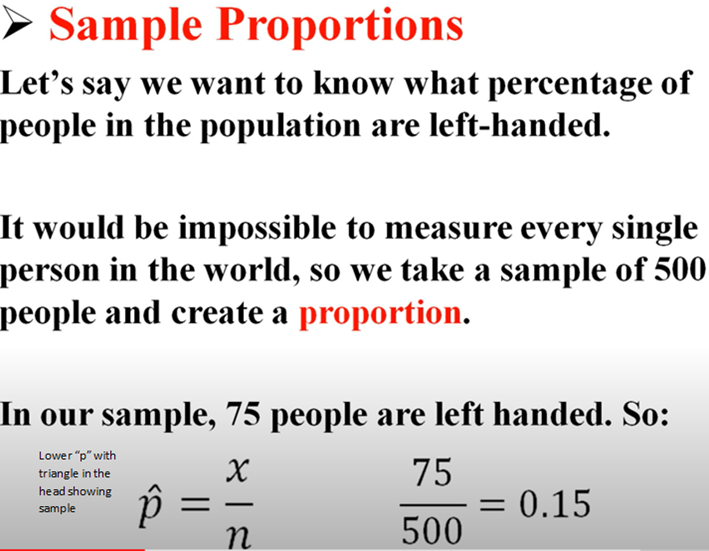 ➤ Sample Proportions
Let's say we want to know what percentage of
people in the population are left-handed.
It would be impossible to measure every single
person in the world, so we take a sample of 500
people and create a proportion.
In our sample, 75 people are left handed. So:
Lower "p" with
triangle in the
head showing
sample
p̂ = x/n
75/500 = 0.15